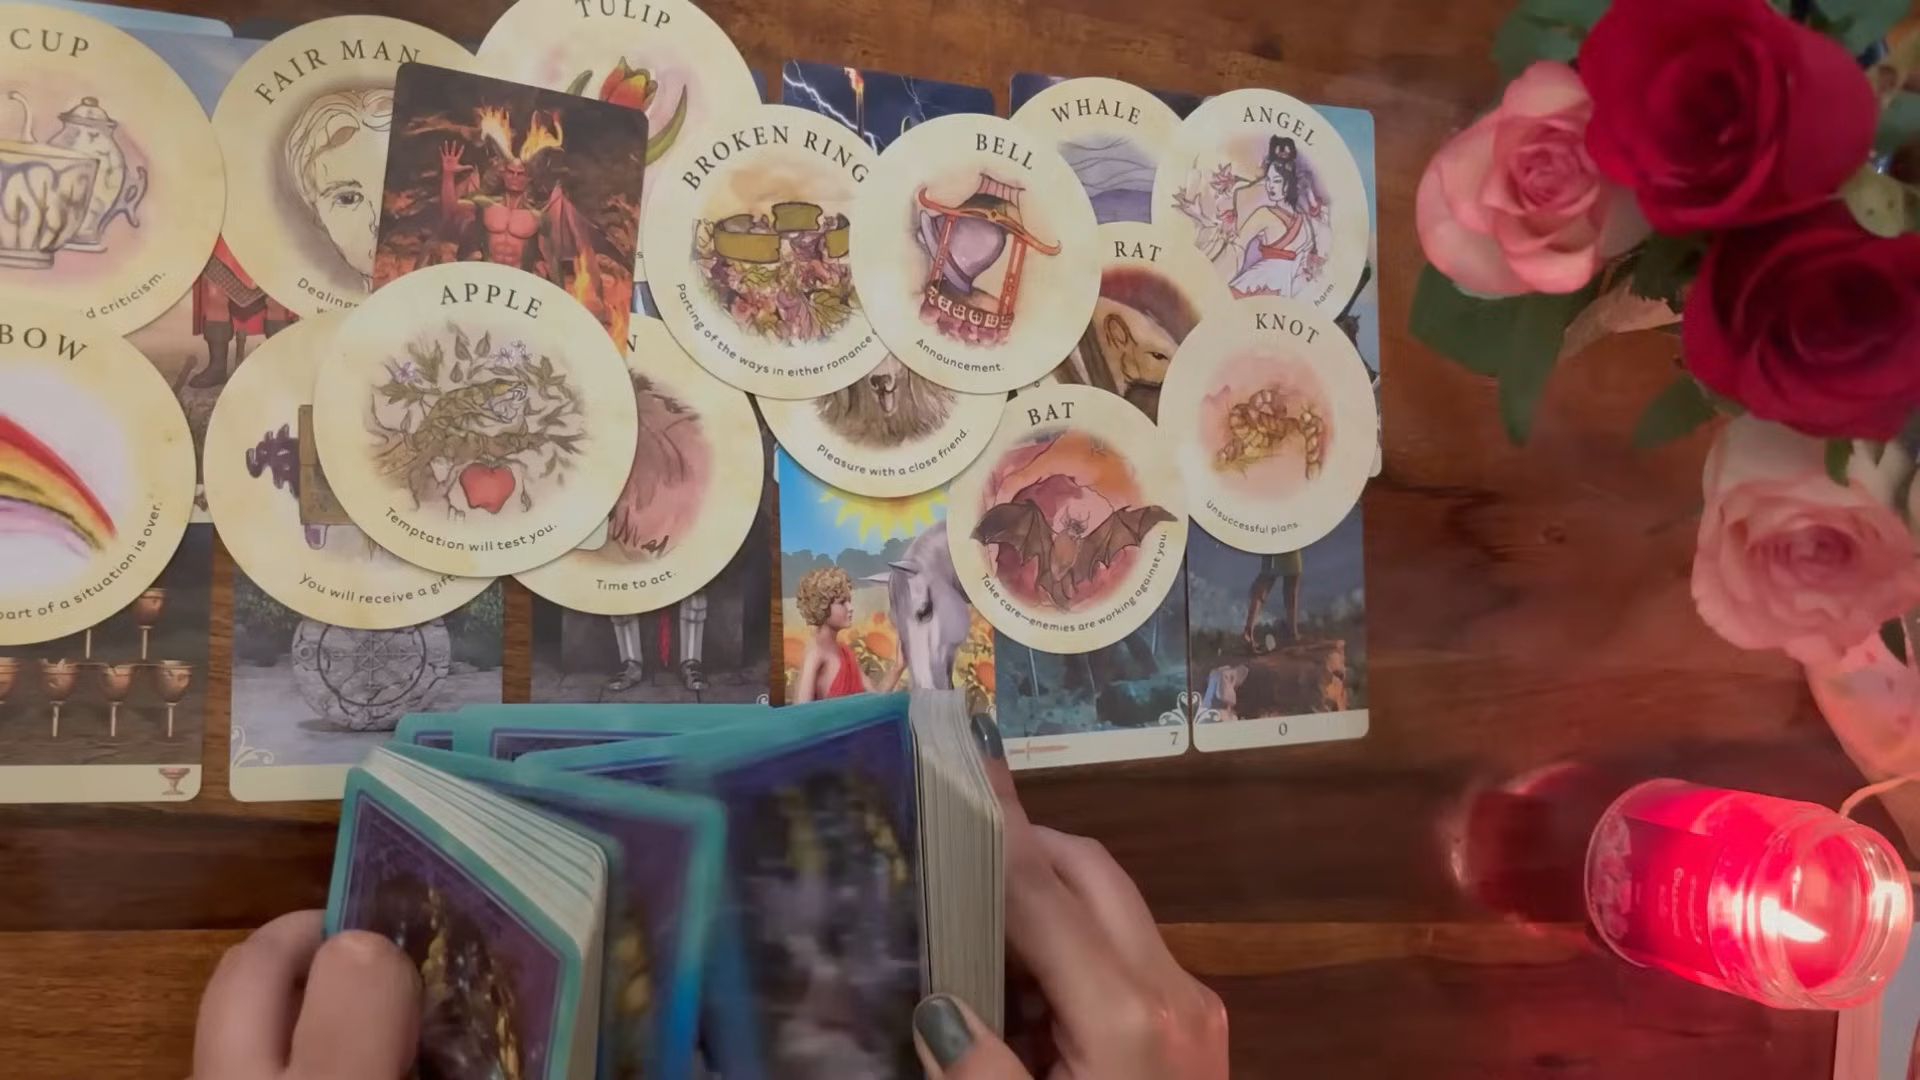 CUP
d criticism.
FAIR MAN
Dealings
TULIP
BROKEN RING
Parting of the ways in either romance
BELL
Announcement.
WHALE
ANGEL
harm.
RAT
KNOT
Unsuccessful plans.
BOW
part of a situation is over.
You will receive a gift
APPLE
Temptation will test you.
N
Time to act.
Pleasure with a close friend.
BAT
Take care—enemies are working against you.
7
0